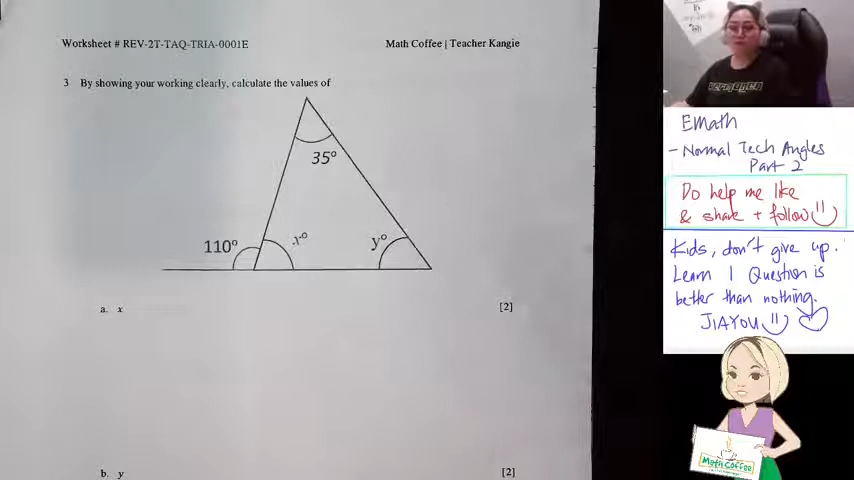 Worksheet # REV-2T-TAQ-TRIA-0001E
Math Coffee | Teacher Kangie
3 By showing your working clearly, calculate the values of
35°
110°
x°
y°
a. x
[2]
b. y
[2]
EMath
- Normal Tech Angles
Part 2
Do help me like
& share + follow
Kids, don't give up.
Learn 1 Question is
better than nothing.
JIAYOU
Math Coffee